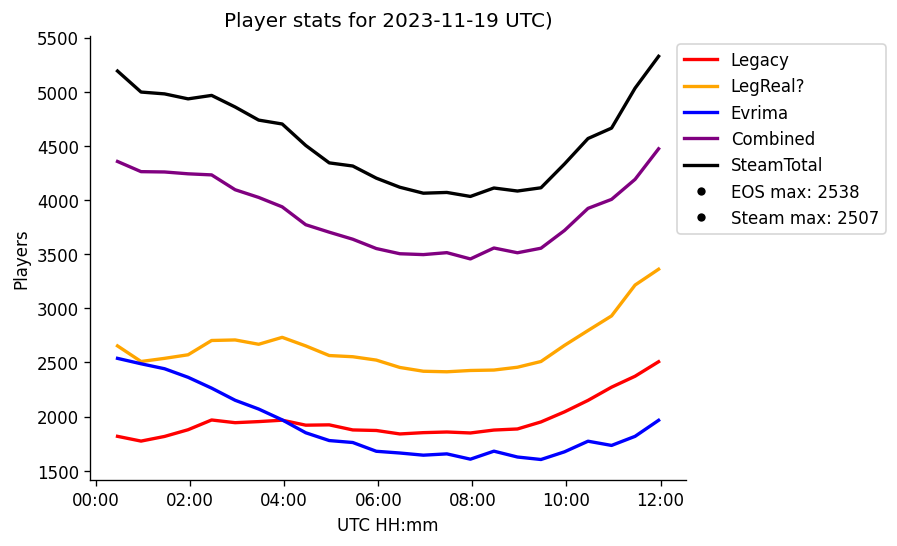 Player stats for 2023-11-19 UTC)
5500
5000
4500
4000
3500
3000
2500
2000
1500
Players
00:00 02:00 04:00 06:00 08:00 10:00 12:00
UTC HH:mm
Legacy
LegReal?
Evrima
Combined
SteamTotal
EOS max: 2538
Steam max: 2507